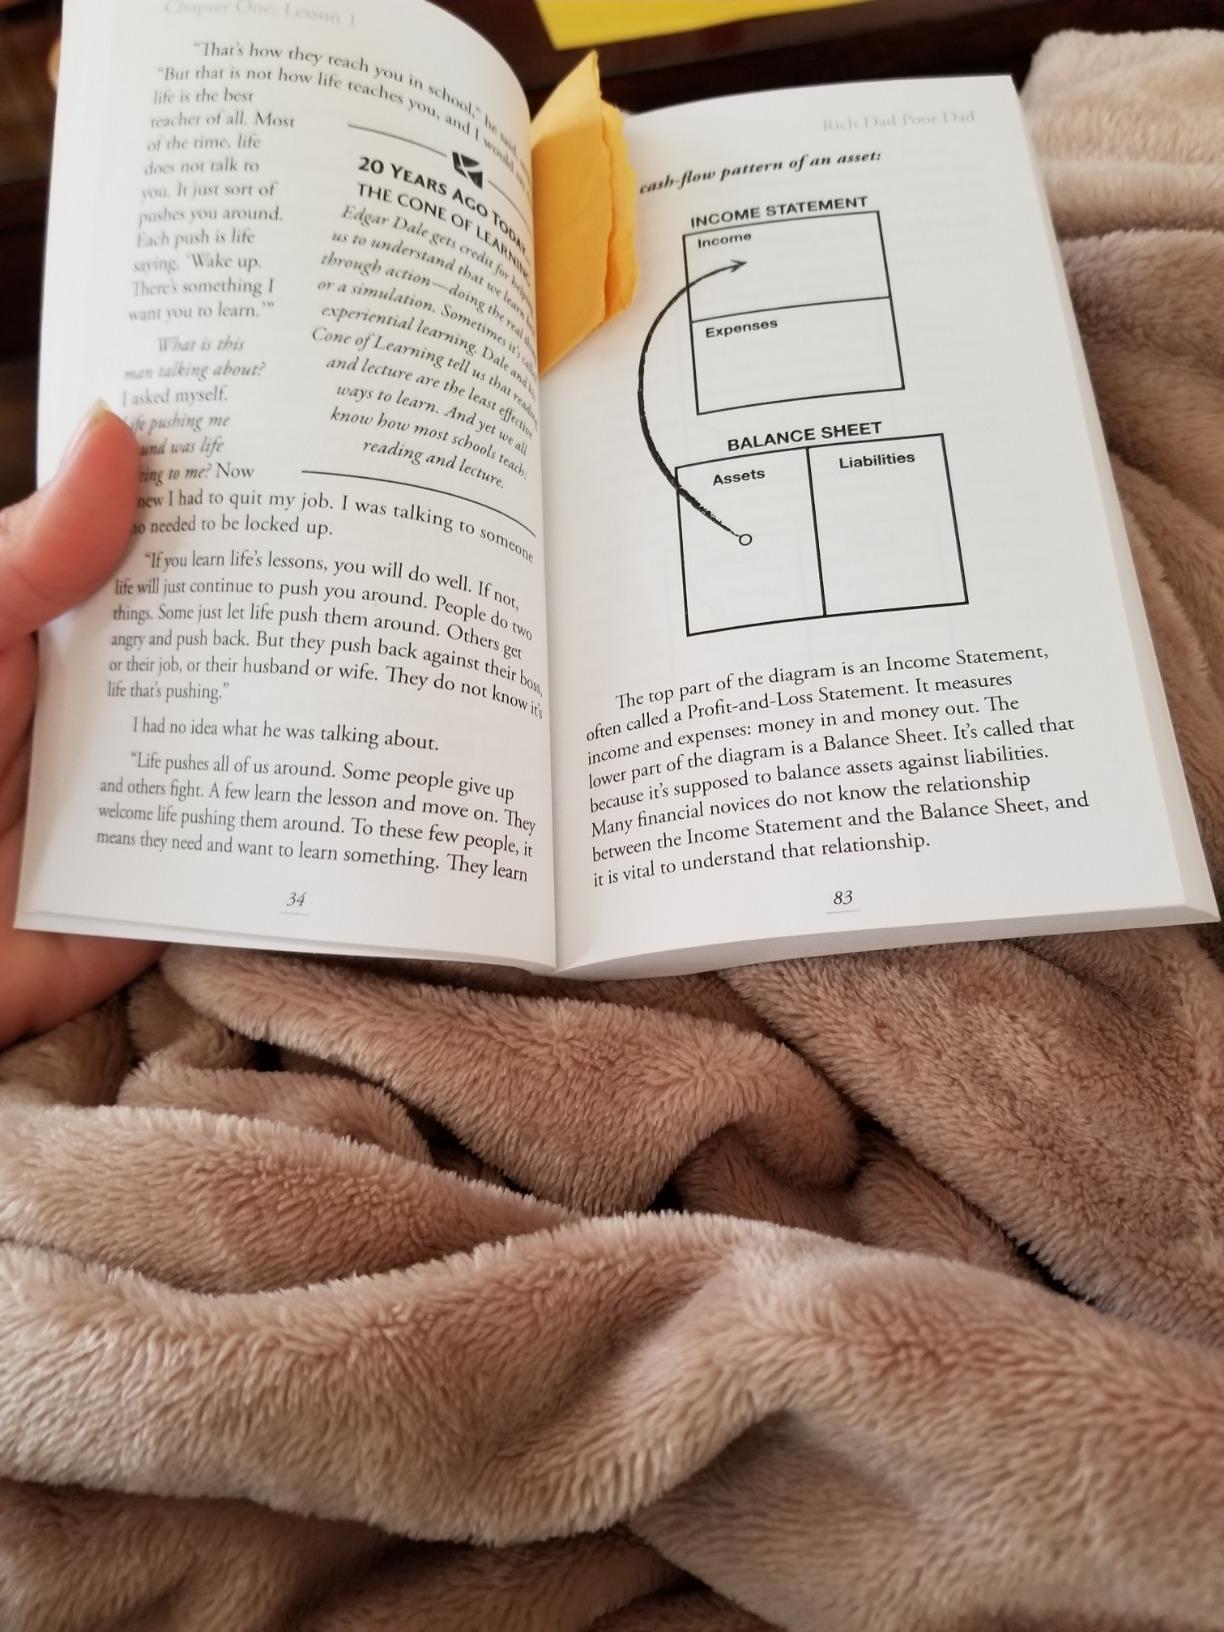 Chapter One: Lesson 1
"That's how they teach you in school," he said
"But that is not how life teaches you, and I would
life is the best
teacher of all. Most
of the time, life
does not talk to
you. It just sort of
pushes you around.
Each push is life
saying, 'Wake up.
There's something I
want you to learn.'"
What is this
man talking about?
I asked myself.
ife pushing me
und was life
ing to me? Now
new I had to quit my job. I was talking to someone
o needed to be locked up.
20 YEARS AGO TODAY
THE CONE OF LEARNING
Edgar Dale gets credit for helping
us to understand that we learn
through action—doing the real
or a simulation. Sometimes it's called
experiential learning. Dale and his
Cone of Learning tell us that reading
and lecture are the least effective
ways to learn. And yet we all
know how most schools teach:
reading and lecture.
"If you learn life's lessons, you will do well. If not,
life will just continue to push you around. People do two
things. Some just let life push them around. Others get
angry and push back. But they push back against their boss,
or their job, or their husband or wife. They do not know it's
life that's pushing."
I had no idea what he was talking about.
"Life pushes all of us around. Some people give up
and others fight. A few learn the lesson and move on. They
welcome life pushing them around. To these few people, it
means they need and want to learn something. They learn
34
Rich Dad Poor Dad
cash-flow pattern of an asset:
INCOME STATEMENT
Income
Expenses
BALANCE SHEET
Assets
Liabilities
The top part of the diagram is an Income Statement,
often called a Profit-and-Loss Statement. It measures
income and expenses: money in and money out. The
lower part of the diagram is a Balance Sheet. It's called that
because it's supposed to balance assets against liabilities.
Many financial novices do not know the relationship
between the Income Statement and the Balance Sheet, and
it is vital to understand that relationship.
83